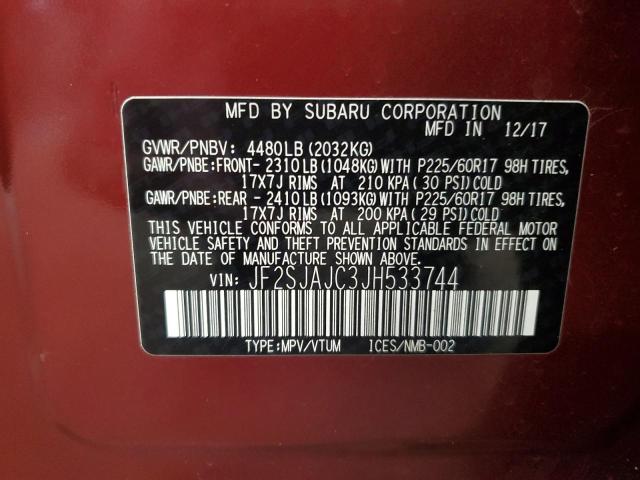 MFD BY SUBARU CORPORATION
MFD IN 12/17
GVWR/PNBV: 4480LB(2032KG)
GAWR/PNBE:FRONT- 2310LB(1048KG)WITH P225/60R17 98H TIRES,
17X7J RIMS AT 210 KPA(30 PSI)COLD
GAWR/PNBE:REAR - 2410LB(1093KG)WITH P225/60R17 98H TIRES,
17X7J RIMS AT 200 KPA(29 PSI)COLD
THIS VEHICLE CONFORMS TO ALL APPLICABLE FEDERAL MOTOR
VEHICLE SAFETY AND THEFT PREVENTION STANDARDS IN EFFECT ON
THE DATE OF MANUFACTURE SHOWN ABOVE.
VIN: JF2SJAJC3JH533744
TYPE:MPV/VTUM ICES/NMB-002